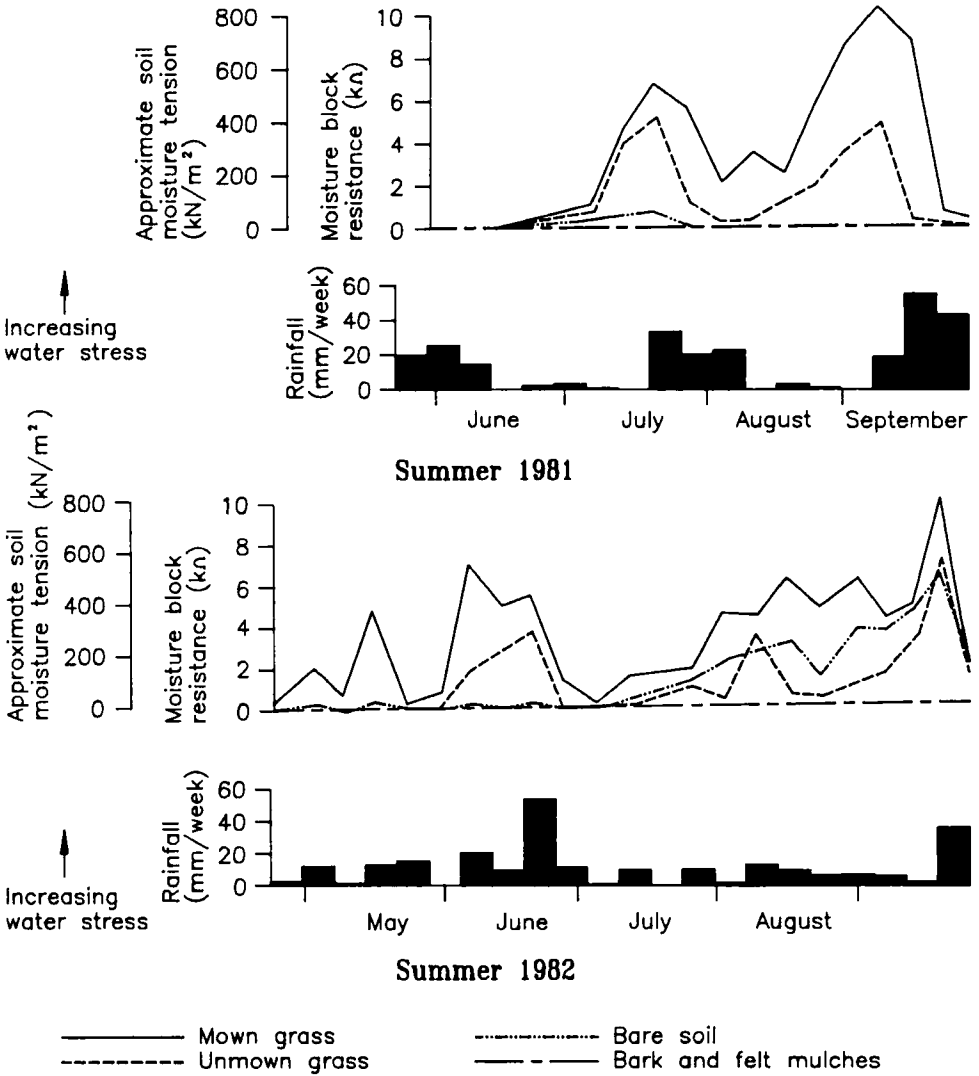 Approximate soil
moisture tension
(kN/m²)
800
600
400
200
0
Moisture block
resistance (kΩ)
10
8
6
4
2
0
Increasing
water stress
Rainfall
(mm/week)
60
40
20
0
June
July
August
September
Summer 1981
Approximate soil
moisture tension (kN/m²)
800
600
400
200
0
Moisture block
resistance (kΩ)
10
8
6
4
2
0
Increasing
water stress
Rainfall
(mm/week)
60
40
20
0
May
June
July
August
Summer 1982
Mown grass
Unmown grass
Bare soil
Bark and felt mulches